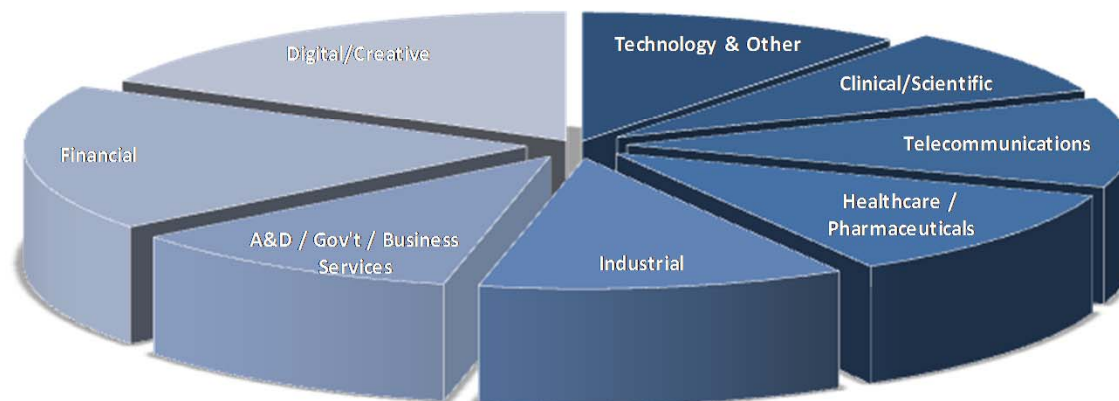 Digital/Creative
Technology & Other
Clinical/Scientific
Telecommunications
Healthcare /
Pharmaceuticals
Industrial
A&D / Gov't / Business
Services
Financial